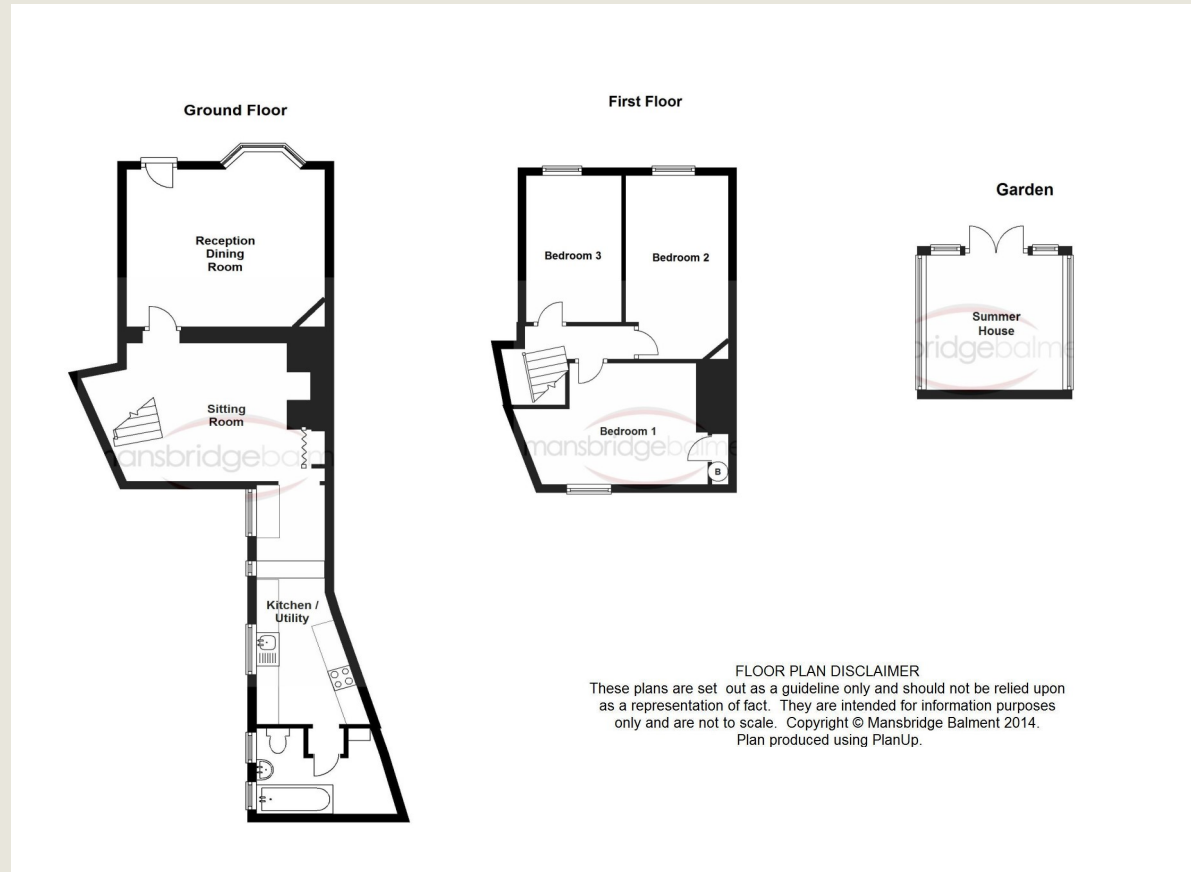 Ground Floor
First Floor
Garden
Reception
Dining
Room
Bedroom 3
Bedroom 2
Summer
House
bridgebalme
Sitting
Room
mansbridgebalm
Bedroom 1
mansbridgebalme
B
Kitchen /
Utility
FLOOR PLAN DISCLAIMER
These plans are set out as a guideline only and should not be relied upon
as a representation of fact. They are intended for information purposes
only and are not to scale. Copyright © Mansbridge Balment 2014.
Plan produced using PlanUp.